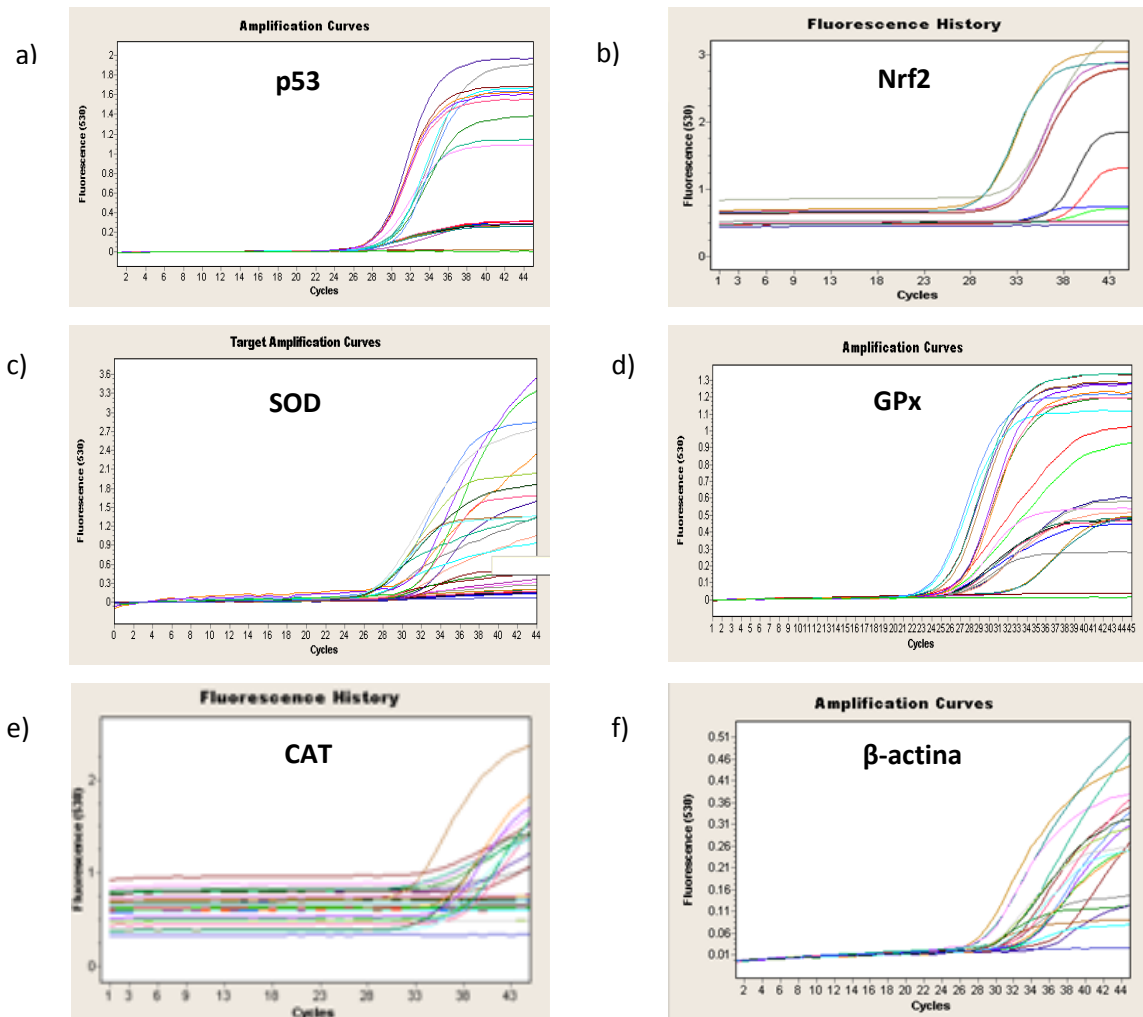 a)
Amplification Curves
p53
Fluorescence (530)
2
1.8
1.6
1.4
1.2
1
0.8
0.6
0.4
0.2
0
2 4 6 8 10 12 14 16 18 20 22 24 26 28 30 32 34 36 38 40 42 44
Cycles
b)
Fluorescence History
Nrf2
Fluorescence (530)
3
2
1
0
1 3 6 9 13 18 23 28 33 38 43
Cycles
c)
Target Amplification Curves
SOD
Fluorescence (530)
3.6
3.3
3
2.7
2.4
2.1
1.8
1.5
1.2
0.9
0.6
0.3
0
0 2 4 6 8 10 12 14 16 18 20 22 24 26 28 30 32 34 36 38 40 42 44
Cycles
d)
Amplification Curves
GPx
Fluorescence (530)
1.3
1.2
1.1
1
0.9
0.8
0.7
0.6
0.5
0.4
0.3
0.2
0.1
0
1 2 3 4 5 6 7 8 9 10 11 12 13 14 15 16 17 18 19 20 21 22 23 24 25 26 27 28 29 30 31 32 33 34 35 36 37 38 39 40 41 42 43 44 45
Cycles
e)
Fluorescence History
CAT
Fluorescence (530)
2
1
0
1 3 6 9 13 18 23 28 33 38 43
Cycles
f)
Amplification Curves
β-actina
Fluorescence (530)
0.51
0.46
0.41
0.36
0.31
0.26
0.21
0.16
0.11
0.06
0.01
2 4 6 8 10 12 14 16 18 20 22 24 26 28 30 32 34 36 38 40 42 44
Cycles